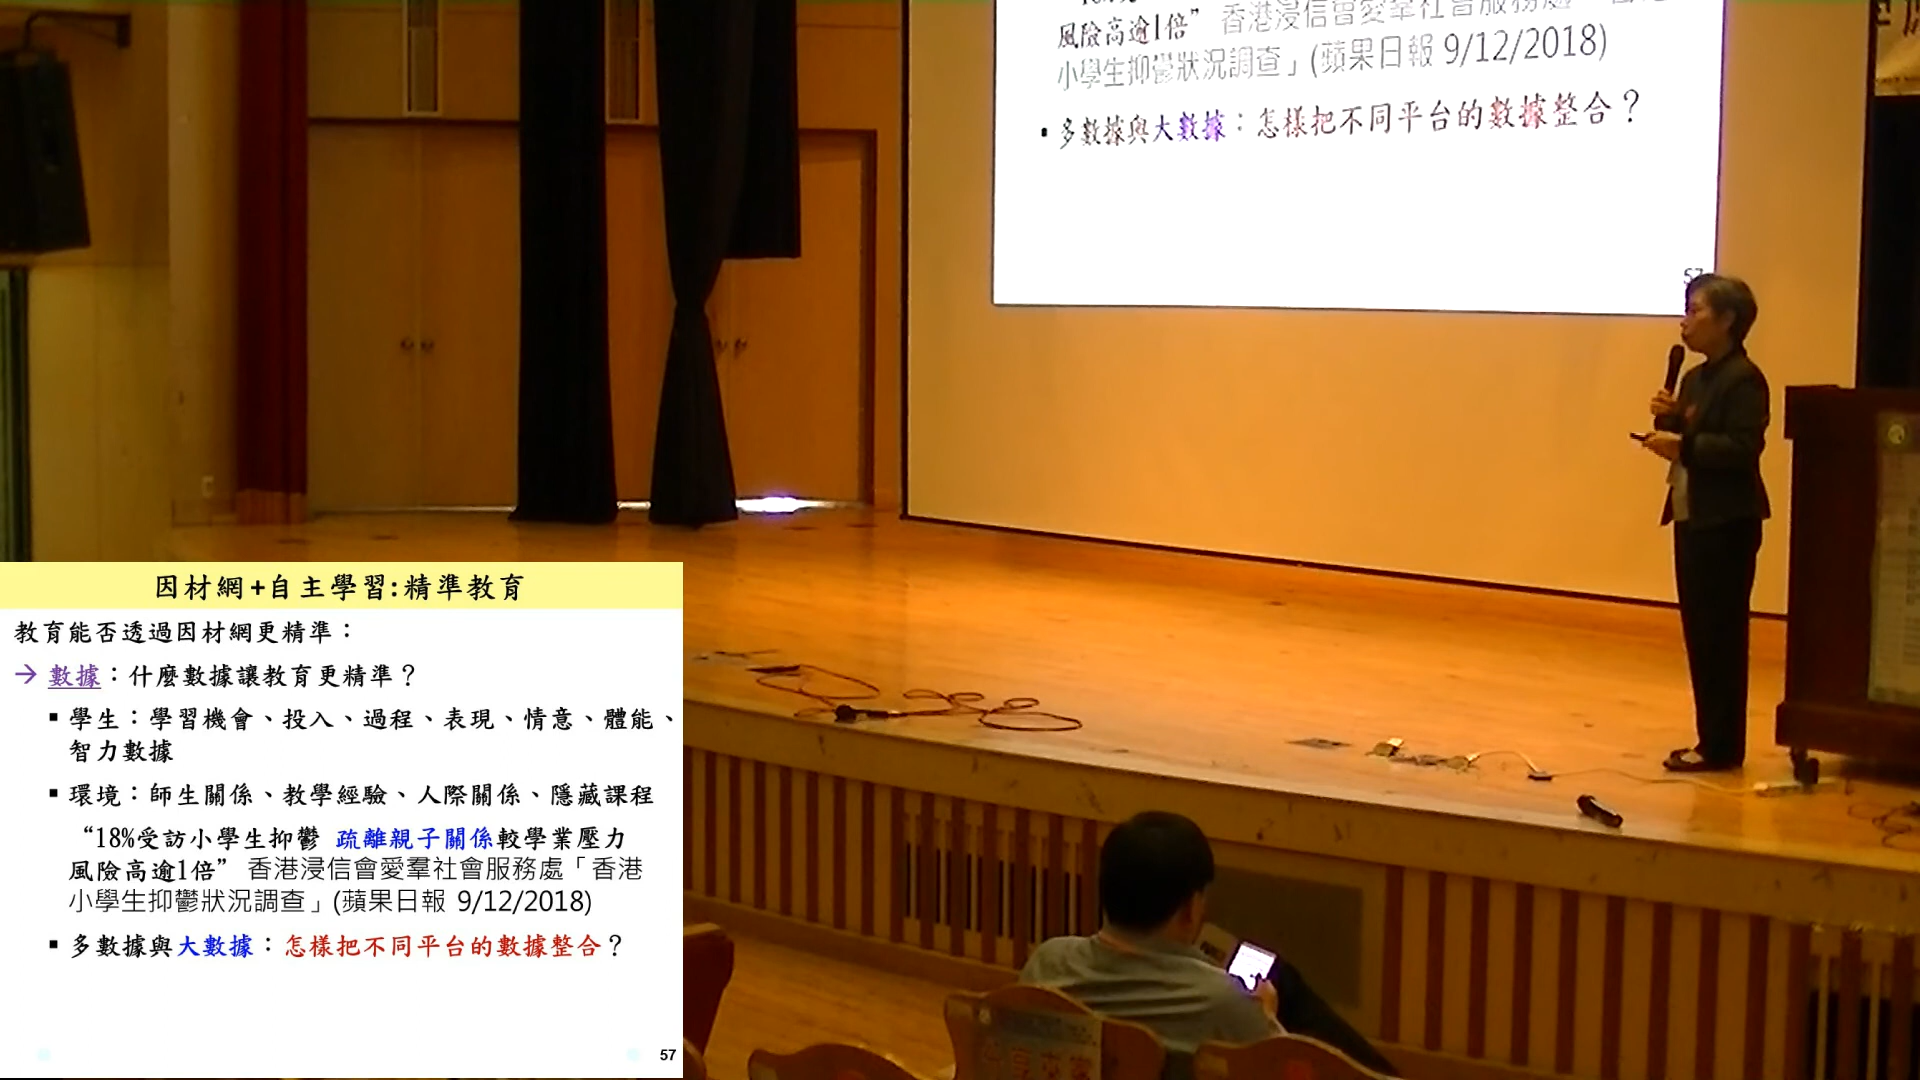 風險高逾1倍” 香港浸信會愛羣社會服務處「香港
小學生抑鬱狀況調查」(蘋果日報 9/12/2018)
▪ 多數據與大數據：怎樣把不同平台的數據整合？
57
因材網+自主學習:精準教育
教育能否透過因材網更精準：
→ 數據：什麼數據讓教育更精準？
▪ 學生：學習機會、投入、過程、表現、情意、體能、
智力數據
▪ 環境：師生關係、教學經驗、人際關係、隱藏課程
“18%受訪小學生抑鬱 疏離親子關係較學業壓力
風險高逾1倍” 香港浸信會愛羣社會服務處「香港
小學生抑鬱狀況調查」(蘋果日報 9/12/2018)
▪ 多數據與大數據：怎樣把不同平台的數據整合？
57